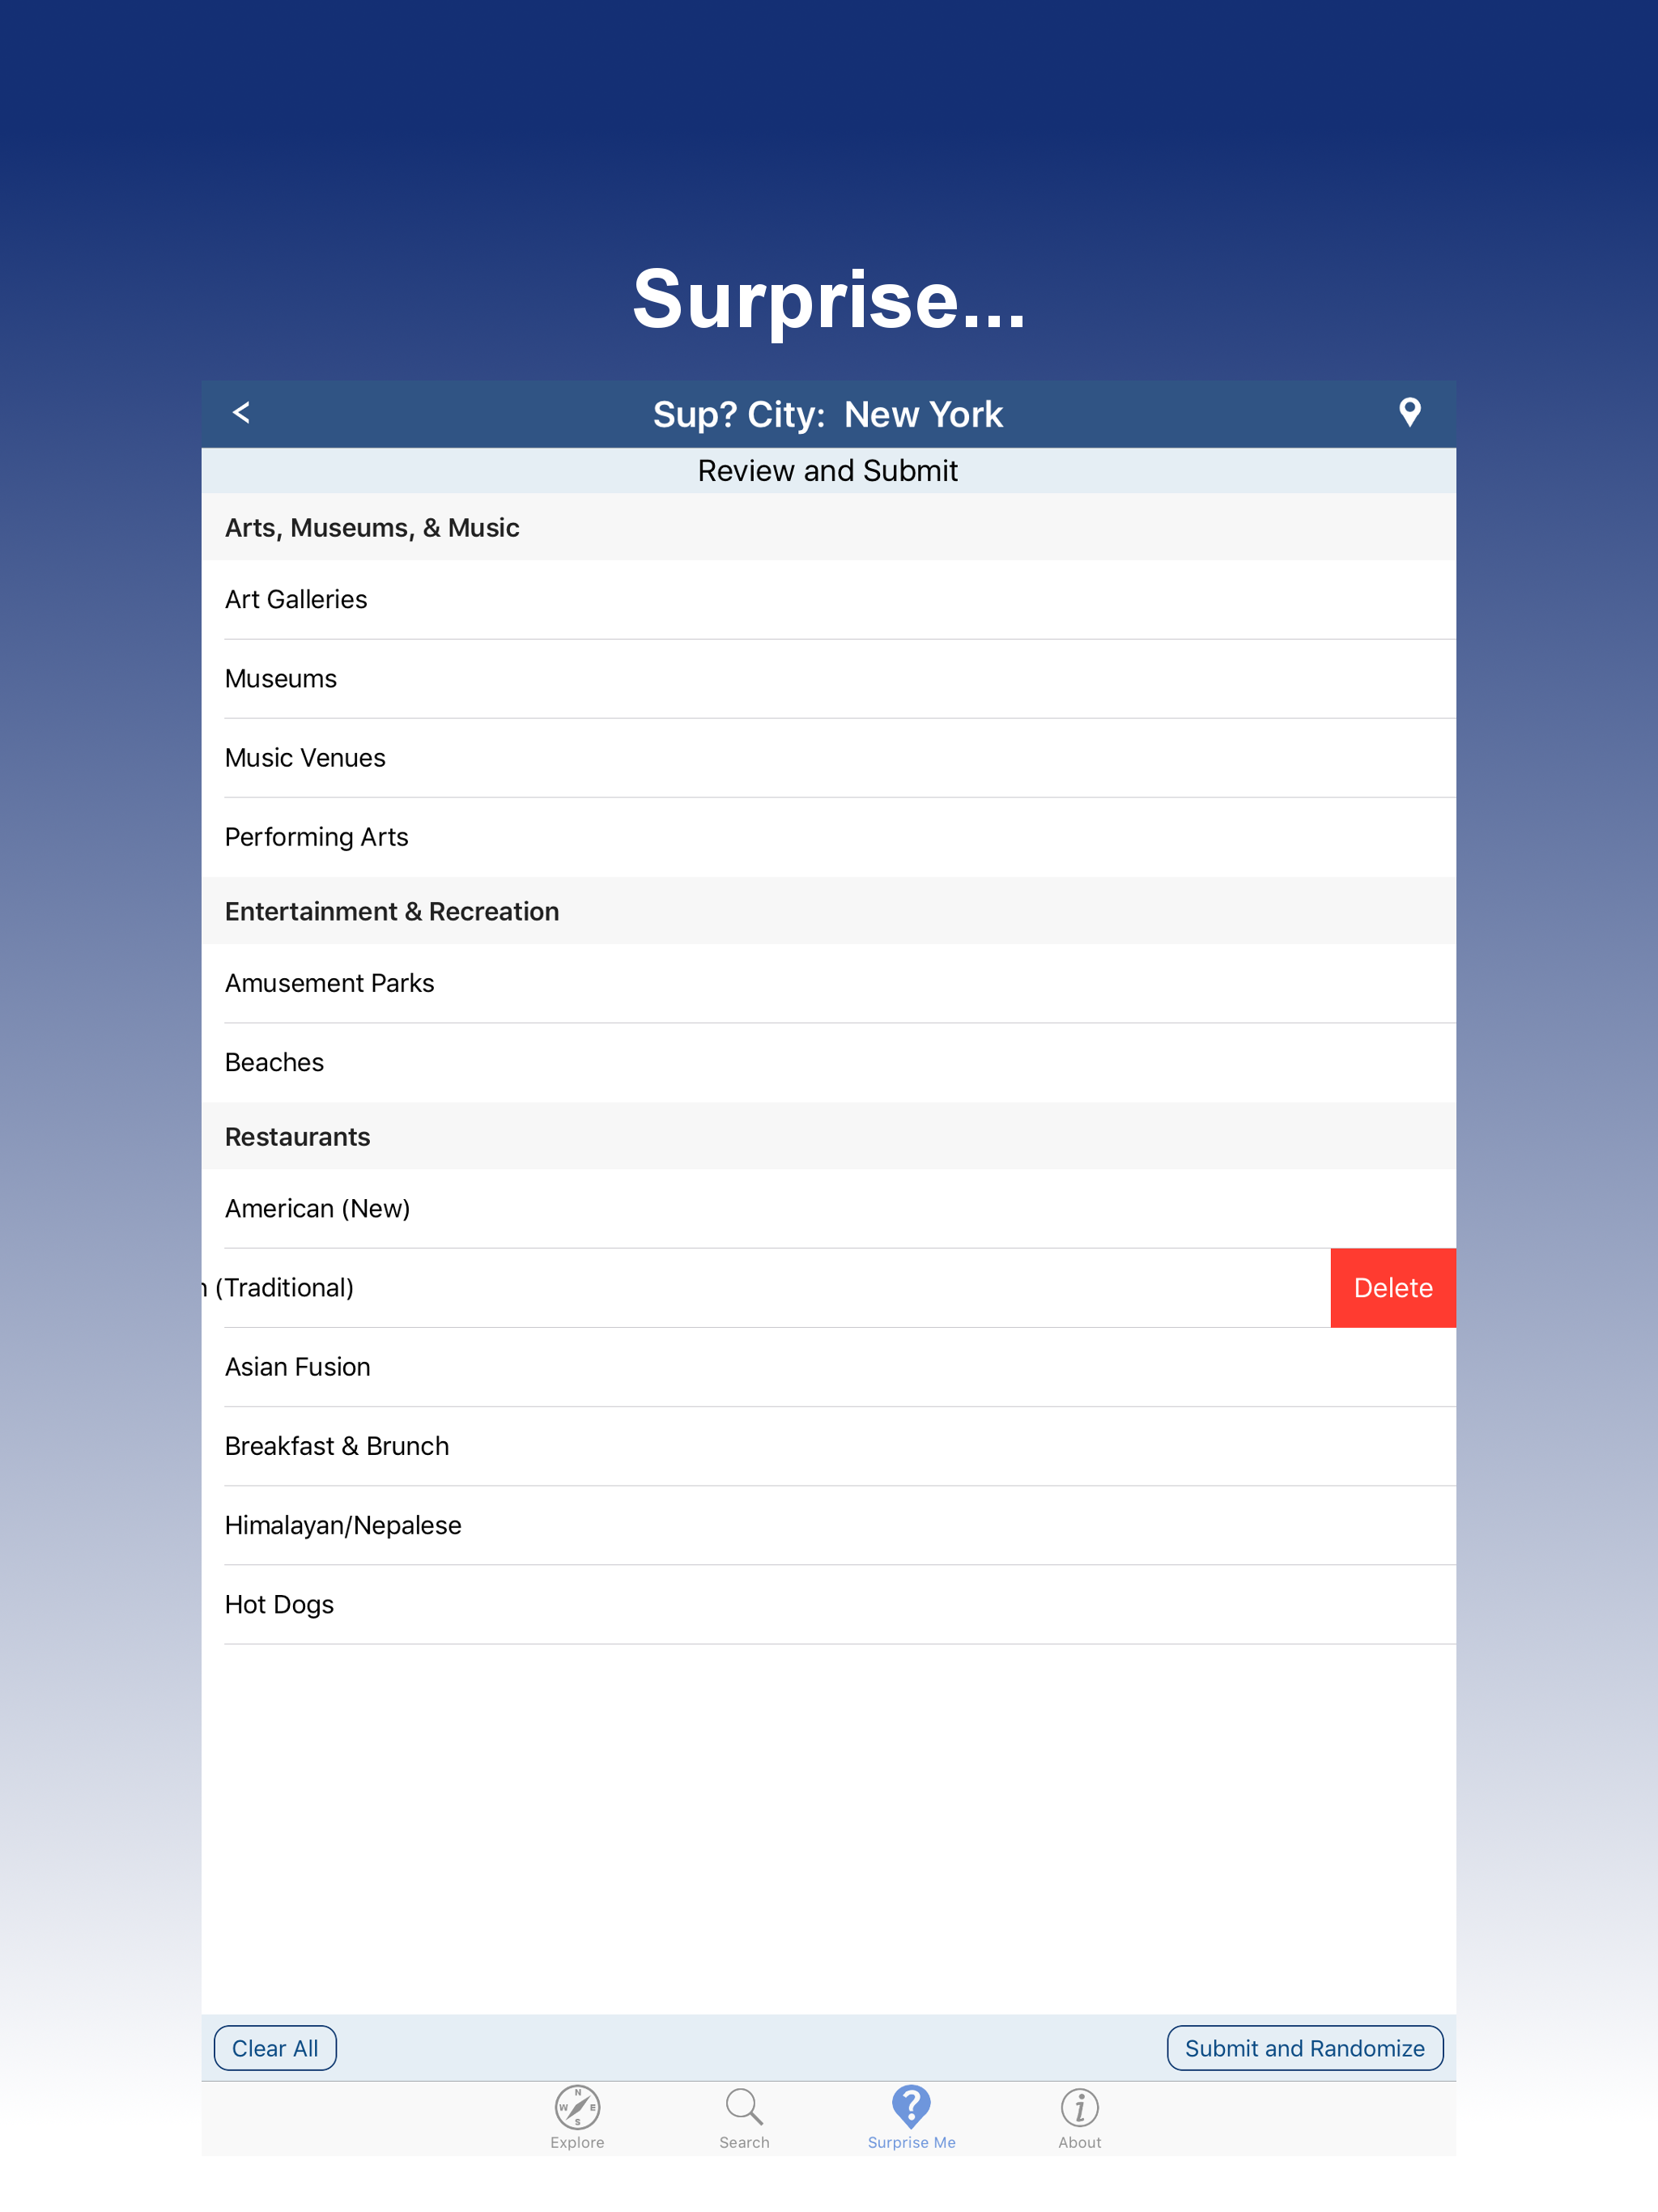 Surprise...
< Sup? City: New York
Review and Submit
Arts, Museums, & Music
Art Galleries
Museums
Music Venues
Performing Arts
Entertainment & Recreation
Amusement Parks
Beaches
Restaurants
American (New)
(Traditional) Delete
Asian Fusion
Breakfast & Brunch
Himalayan/Nepalese
Hot Dogs
Clear All Submit and Randomize
N
W E
S
?
i
Explore Search Surprise Me About